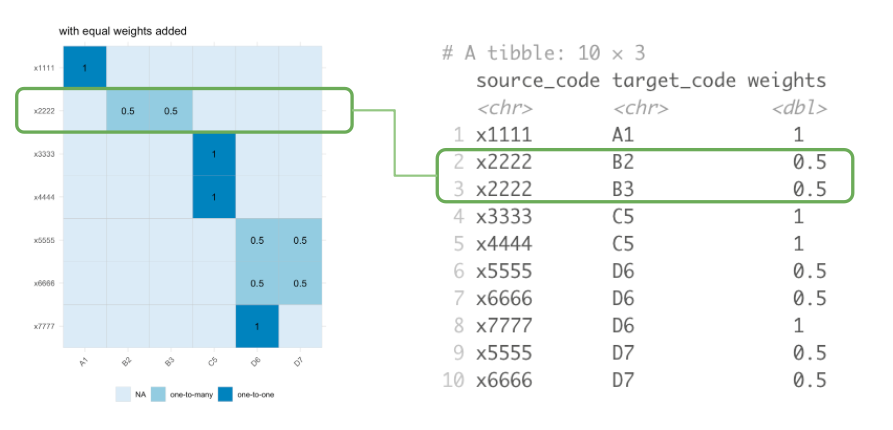 with equal weights added
x1111 1
x2222 0.5 0.5
x3333 1
x4444 1
x5555 0.5 0.5
x6666 0.5 0.5
x7777 1
A1 B2 B3 C5 D6 D7
NA one-to-many one-to-one
# A tibble: 10 × 3
source_code target_code weights
<chr> <chr> <dbl>
1 x1111 A1 1
2 x2222 B2 0.5
3 x2222 B3 0.5
4 x3333 C5 1
5 x4444 C5 1
6 x5555 D6 0.5
7 x6666 D6 0.5
8 x7777 D6 1
9 x5555 D7 0.5
10 x6666 D7 0.5